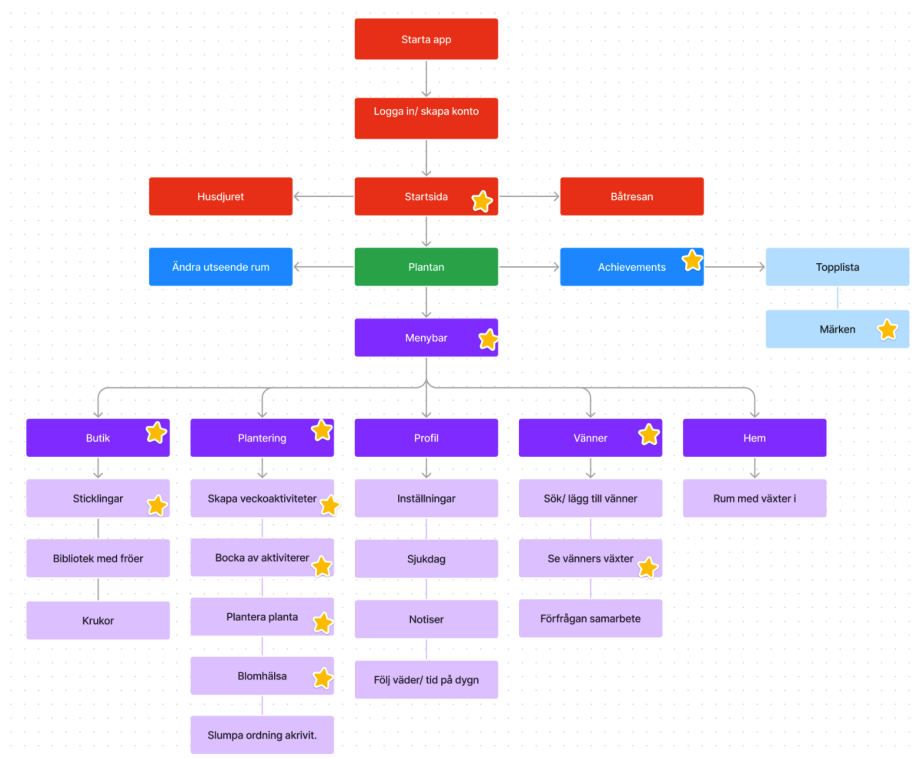 Starta app
Logga in/ skapa konto
Husdjuret
Startsida
Båtresan
Ändra utseende rum
Plantan
Achievements
Topplista
Märken
Menybar
Butik
Plantering
Profil
Vänner
Hem
Sticklingar
Skapa veckoaktiviteter
Inställningar
Sök/ lägg till vänner
Rum med växter i
Bibliotek med fröer
Bocka av aktiviterer
Sjukdag
Se vänners växter
Krukor
Plantera planta
Notiser
Förfrågan samarbete
Blomhälsa
Följ väder/ tid på dygn
Slumpa ordning akrivit.